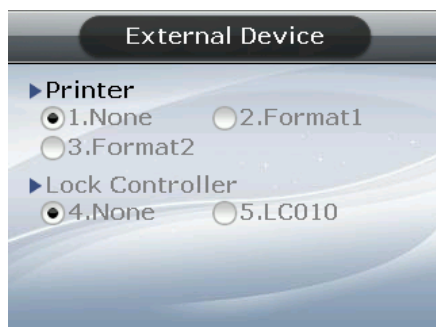 External Device
Printer
1.None 2.Format1
3.Format2
Lock Controller
4.None 5.LC010